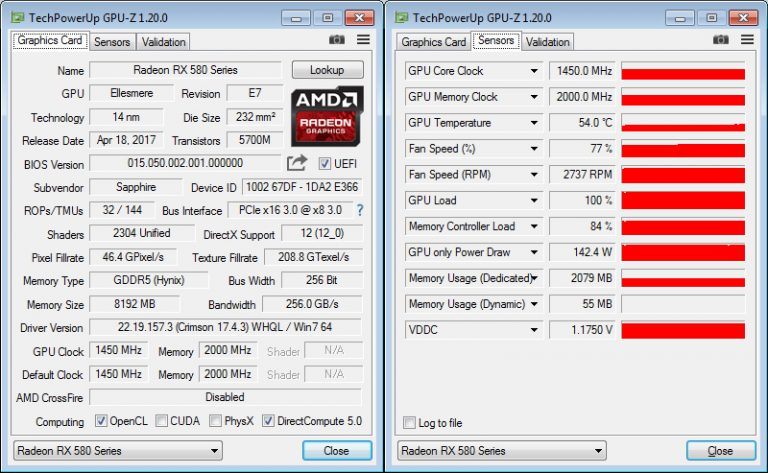 TechPowerUp GPU-Z 1.20.0
Graphics Card Sensors Validation
Name Radeon RX 580 Series Lookup
GPU Ellesmere Revision E7
Technology 14 nm Die Size 232 mm²
Release Date Apr 18, 2017 Transistors 5700M
BIOS Version 015.050.002.001.000000 UEFI
Subvendor Sapphire Device ID 1002 67DF - 1DA2 E366
ROPs/TMUs 32 / 144 Bus Interface PCIe x16 3.0 @ x8 3.0 ?
Shaders 2304 Unified DirectX Support 12 (12_0)
Pixel Fillrate 46.4 GPixel/s Texture Fillrate 208.8 GTexel/s
Memory Type GDDR5 (Hynix) Bus Width 256 Bit
Memory Size 8192 MB Bandwidth 256.0 GB/s
Driver Version 22.19.157.3 (Crimson 17.4.3) WHQL / Win7 64
GPU Clock 1450 MHz Memory 2000 MHz Shader N/A
Default Clock 1450 MHz Memory 2000 MHz Shader N/A
AMD CrossFire Disabled
Computing OpenCL CUDA PhysX DirectCompute 5.0
Radeon RX 580 Series Close
AMD
RADEON
GRAPHICS
TechPowerUp GPU-Z 1.20.0
Graphics Card Sensors Validation
GPU Core Clock 1450.0 MHz
GPU Memory Clock 2000.0 MHz
GPU Temperature 54.0 °C
Fan Speed (%) 77 %
Fan Speed (RPM) 2737 RPM
GPU Load 100 %
Memory Controller Load 84 %
GPU only Power Draw 142.4 W
Memory Usage (Dedicated) 2079 MB
Memory Usage (Dynamic) 55 MB
VDDC 1.1750 V
Log to file
Radeon RX 580 Series Close